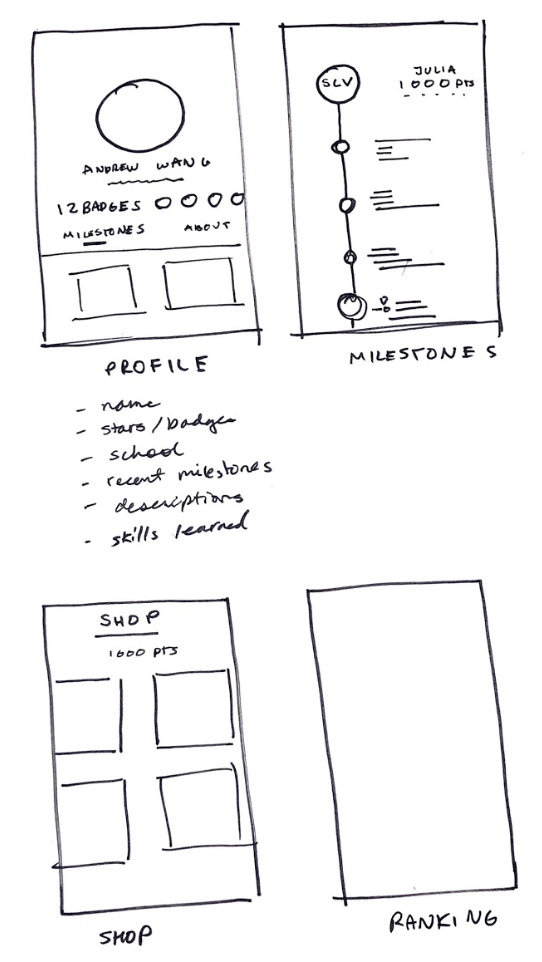 ANDREW WANG
12 BADGES
MILESTONES ABOUT
PROFILE
- name
- stars/badges
- school
- recent milestones
- descriptions
- skills learned
SLV
JULIA
1000 PTS
MILESTONES
SHOP
1000 PTS
SHOP
RANKING